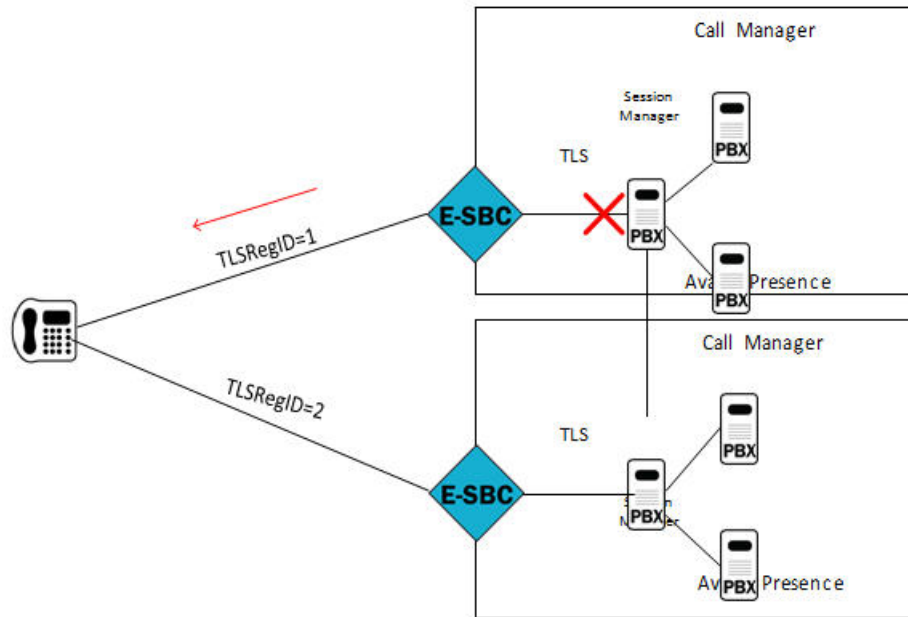 Call Manager
Session
Manager
PBX
TLS
E-SBC
PBX
TLSRegID=1
PBX
Presence
Call Manager
TLSRegID=2
TLS
PBX
E-SBC
PBX
PBX
Presence